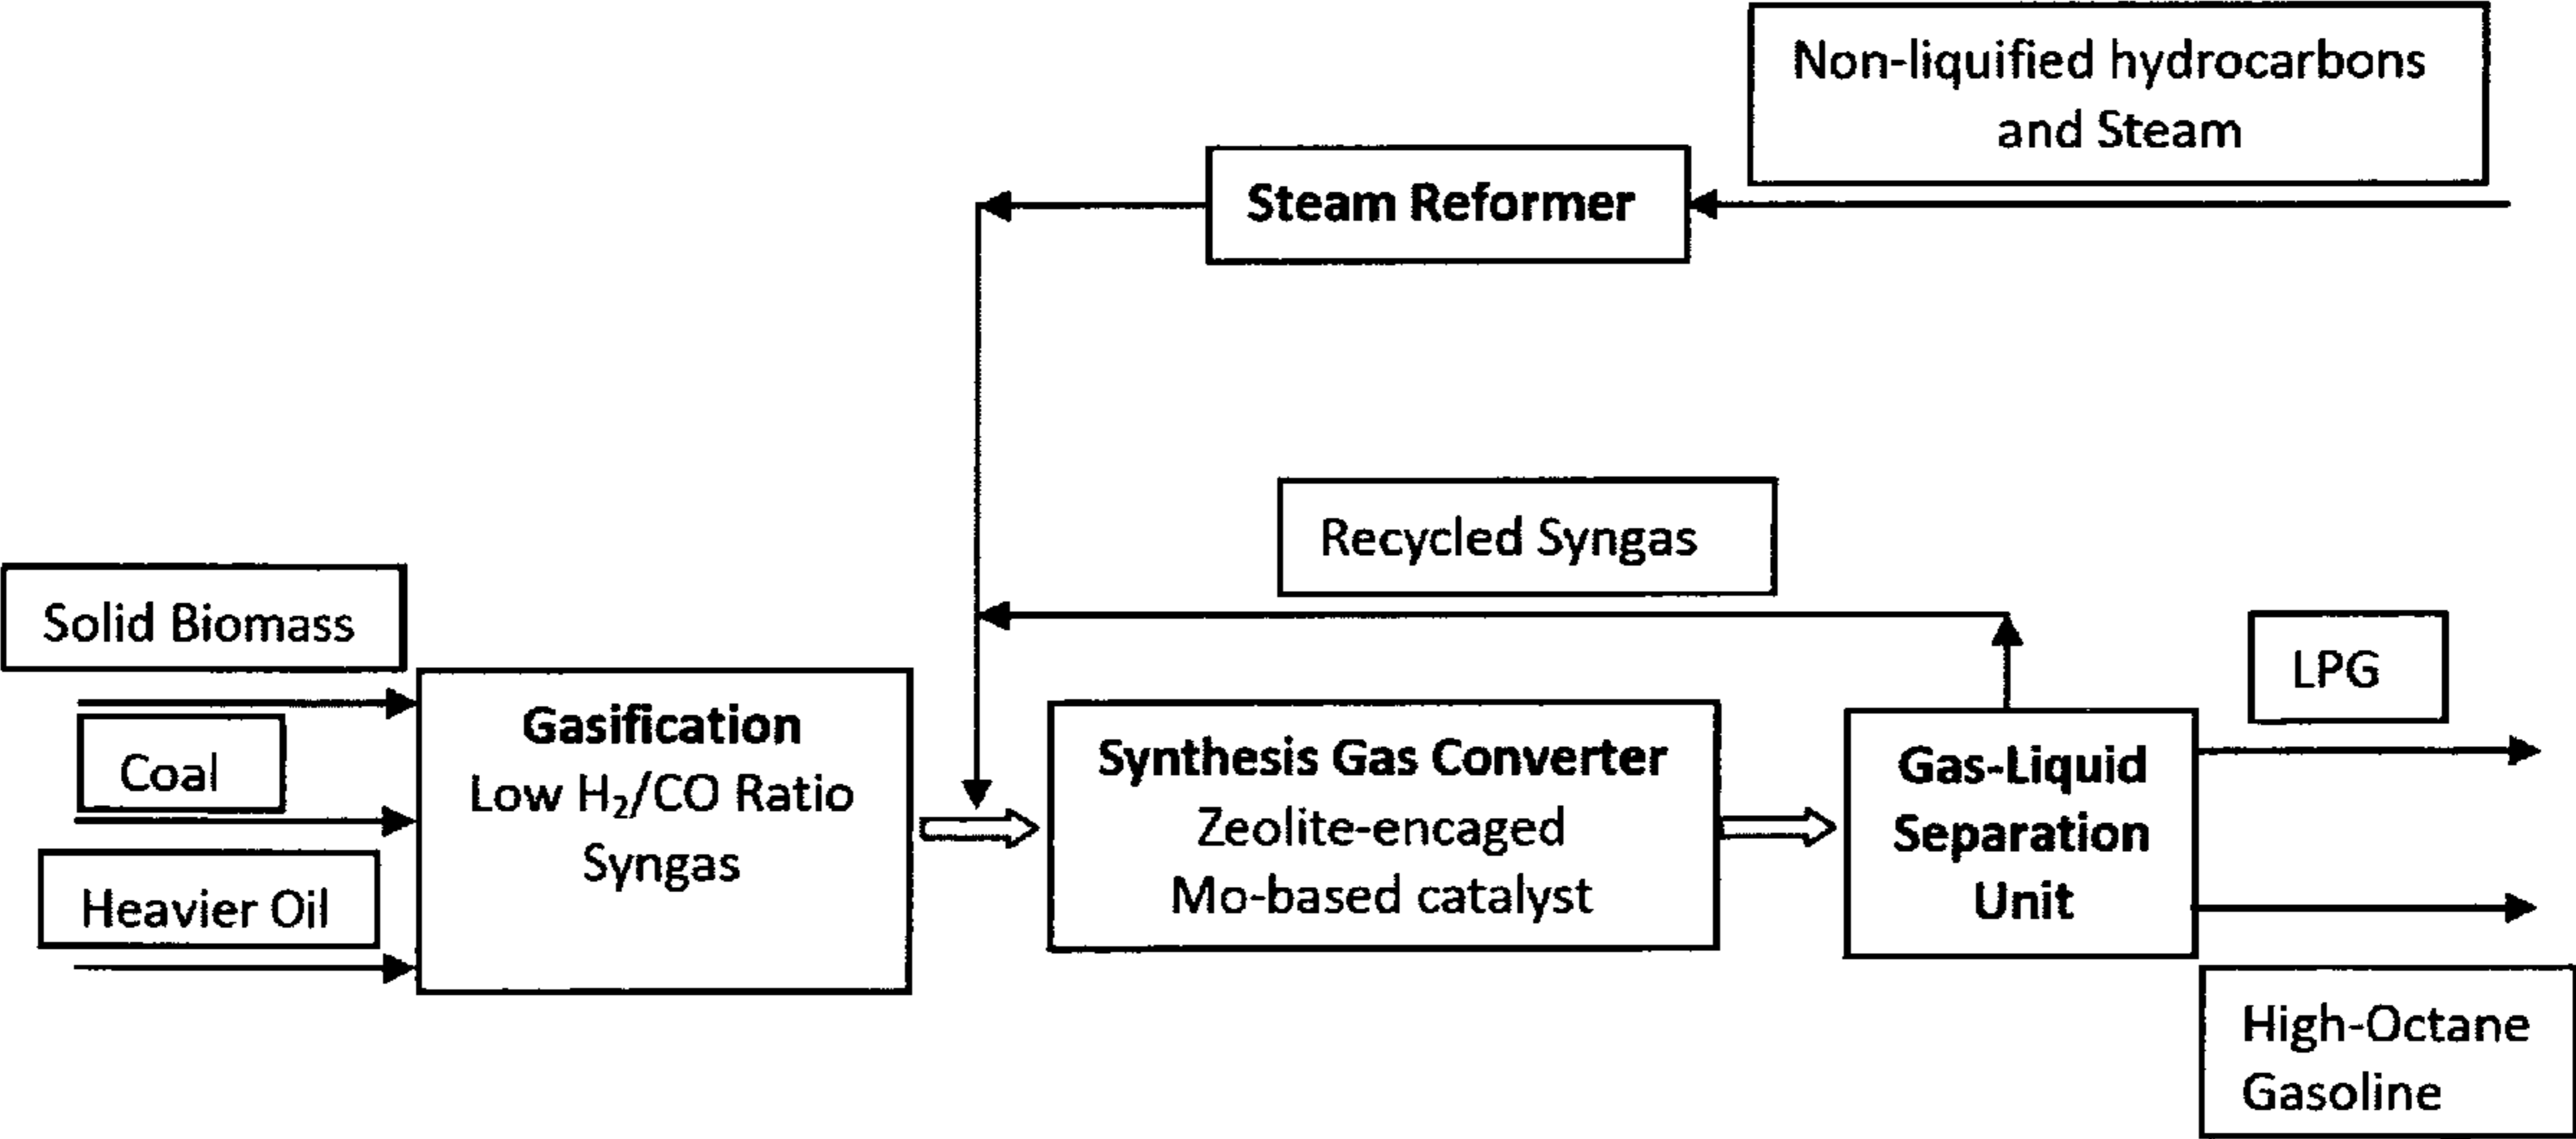 Non-liquified hydrocarbons
and Steam
Steam Reformer
Recycled Syngas
Solid Biomass
Coal
Heavier Oil
Gasification
Low H₂/CO Ratio
Syngas
Synthesis Gas Converter
Zeolite-encaged
Mo-based catalyst
Gas-Liquid
Separation
Unit
LPG
High-Octane
Gasoline